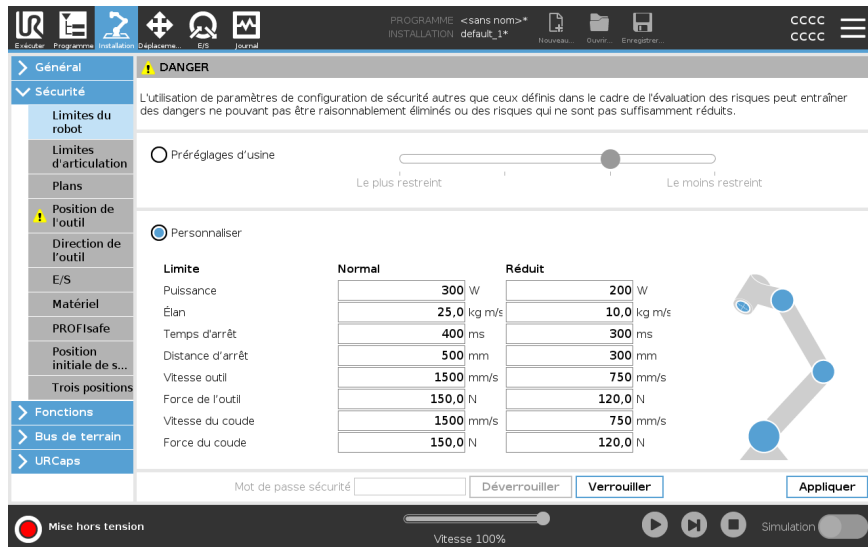 UR
PROGRAMME <sans nom>*
INSTALLATION default_1*
CCCC
CCCC
Exécuter
Programme
Installation
Déplaceme...
E/S
Journal
Nouveau...
Ouvrir...
Enregistrer...
Général
Sécurité
Limites du
robot
Limites
d'articulation
Plans
Position de
l'outil
Direction de
l'outil
E/S
Matériel
PROFIsafe
Position
initiale de s...
Trois positions
Fonctions
Bus de terrain
URCaps
DANGER
L'utilisation de paramètres de configuration de sécurité autres que ceux définis dans le cadre de l'évaluation des risques peut entraîner
des dangers ne pouvant pas être raisonnablement éliminés ou des risques qui ne sont pas suffisamment réduits.
Préréglages d'usine
Le plus restreint
Le moins restreint
Personnaliser
Limite Normal Réduit
Puissance 300 W 200 W
Élan 25,0 kg m/s 10,0 kg m/s
Temps d'arrêt 400 ms 300 ms
Distance d'arrêt 500 mm 300 mm
Vitesse outil 1500 mm/s 750 mm/s
Force de l'outil 150,0 N 120,0 N
Vitesse du coude 1500 mm/s 750 mm/s
Force du coude 150,0 N 120,0 N
Mot de passe sécurité Déverrouiller Verrouiller Appliquer
Mise hors tension
Vitesse 100%
Simulation